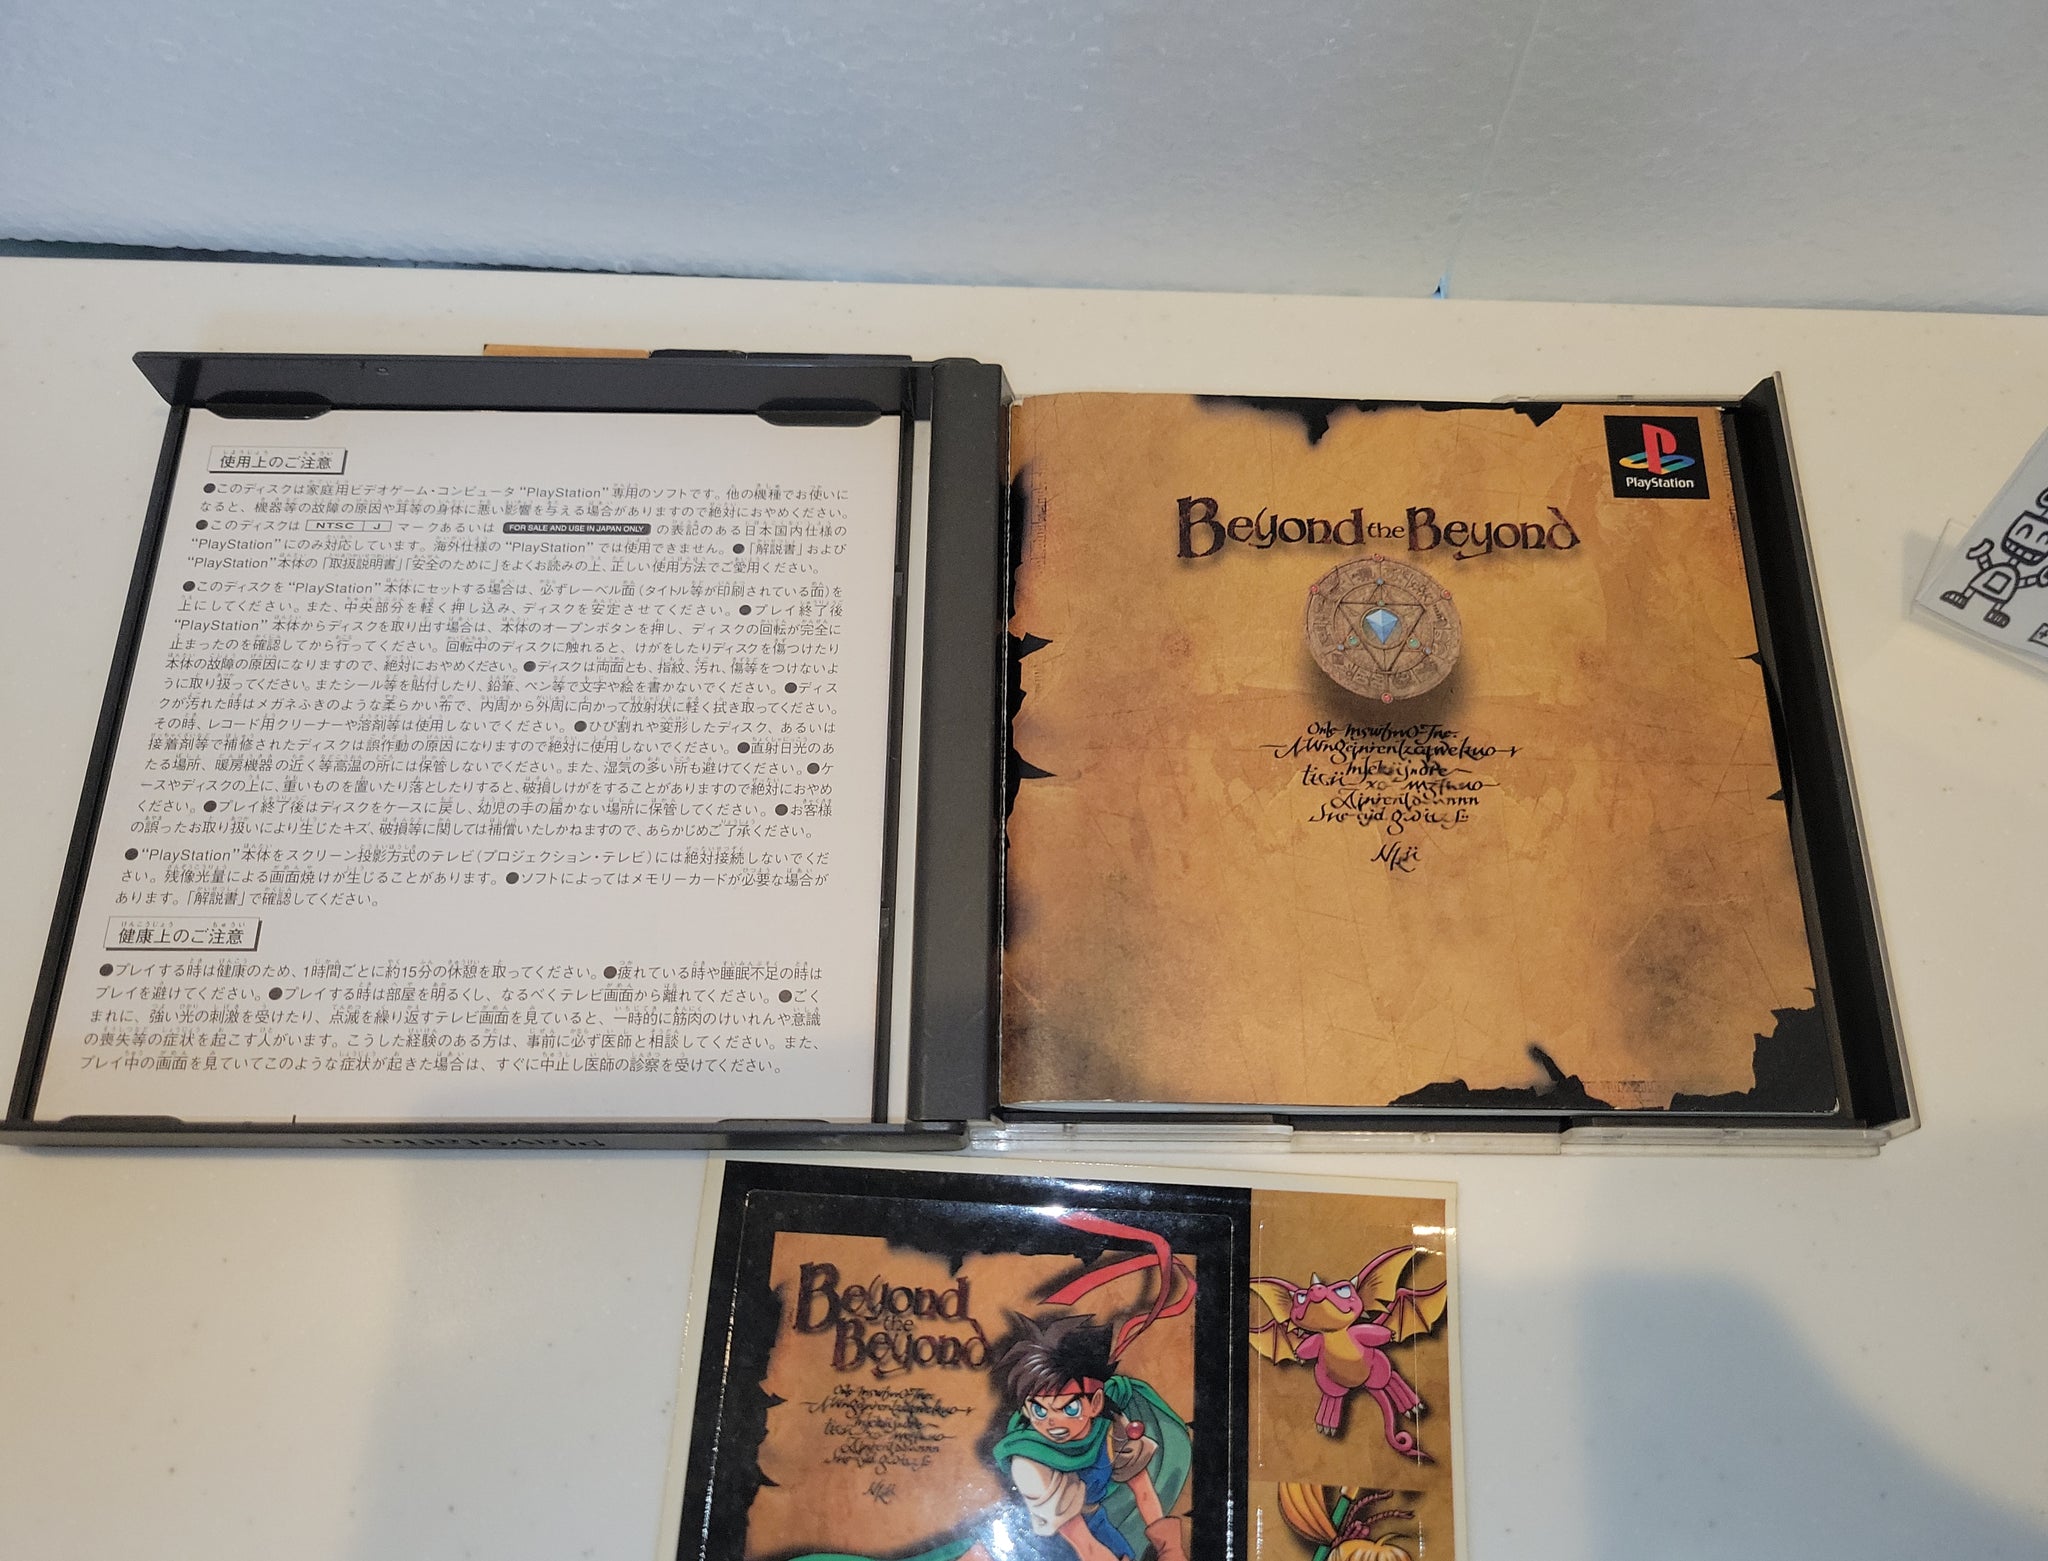 使用上のご注意
●このディスクは家庭用ビデオゲーム・コンピュータ“PlayStation”専用のソフトです。他の機種でお使いに
なると、機器等の故障の原因や耳等の身体に悪い影響を与える場合がありますので絶対におやめください。
●このディスクは NTSC J マークあるいは FOR SALE AND USE IN JAPAN ONLY の表記のある日本国内仕様の
“PlayStation”にのみ対応しています。海外仕様の“PlayStation”では使用できません。●「解説書」および
“PlayStation”本体の「取扱説明書」「安全のために」をよくお読みの上、正しい使用方法でご愛用ください。
●このディスクを“PlayStation”本体にセットする場合は、必ずレーベル面(タイトル等が印刷されている面)を
上にしてください。また、中央部分を軽く押し込み、ディスクを安定させてください。●プレイ終了後
“PlayStation”本体からディスクを取り出す場合は、本体のオープンボタンを押し、ディスクの回転が完全に
止まったのを確認してから行ってください。回転中のディスクに触れると、けがをしたりディスクを傷つけたり
本体の故障の原因になりますので、絶対におやめください。●ディスクは両面とも、指紋、汚れ、傷等をつけないよ
うに取り扱ってください。またシール等を貼付したり、鉛筆、ペン等で文字や絵を書かないでください。●ディス
クが汚れた時はメガネふきのような柔らかい布で、内周から外周に向かって放射状に軽く拭き取ってください。
その時、レコード用クリーナーや溶剤等は使用しないでください。●ひび割れや変形したディスク、あるいは
接着剤等で補修されたディスクは誤作動の原因になりますので絶対に使用しないでください。●直射日光のあ
たる場所、暖房機器の近く等高温の所には保管しないでください。また、湿気の多い所も避けてください。●ケ
ースやディスクの上に、重いものを置いたり落としたりすると、破損しけがをすることがありますので絶対におやめ
ください。●プレイ終了後はディスクをケースに戻し、幼児の手の届かない場所に保管してください。●お客様
の誤ったお取り扱いにより生じたキズ、破損等に関しては補償いたしかねますので、あらかじめご了承ください。
●“PlayStation”本体をスクリーン投影方式のテレビ(プロジェクション・テレビ)には絶対接続しないでくだ
さい。残像光量による画面焼けが生じることがあります。●ソフトによってはメモリーカードが必要な場合が
あります。「解説書」で確認してください。
健康上のご注意
●プレイする時は健康のため、1時間ごとに約15分の休憩を取ってください。●疲れている時や睡眠不足の時は
プレイを避けてください。●プレイする時は部屋を明るくし、なるべくテレビ画面から離れてください。●ごく
まれに、強い光の刺激を受けたり、点滅を繰り返すテレビ画面を見ていると、一時的に筋肉のけいれんや意識
の喪失等の症状を起こす人がいます。こうした経験のある方は、事前に必ず医師と相談してください。また、
プレイ中の画面を見ていてこのような症状が起きた場合は、すぐに中止し医師の診察を受けてください。
PlayStation
PlayStation
Beyond the Beyond
Beyond
the
Beyond